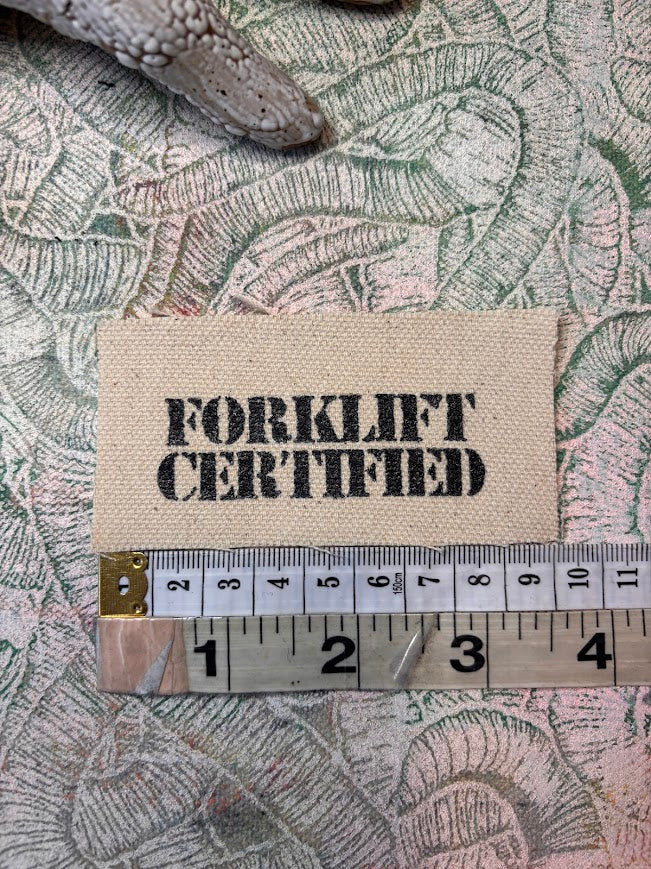 FORKLIFT
CERTIFIED
2 3 4 5 6 7 8 9 10 11
150cm
1 2 3 4